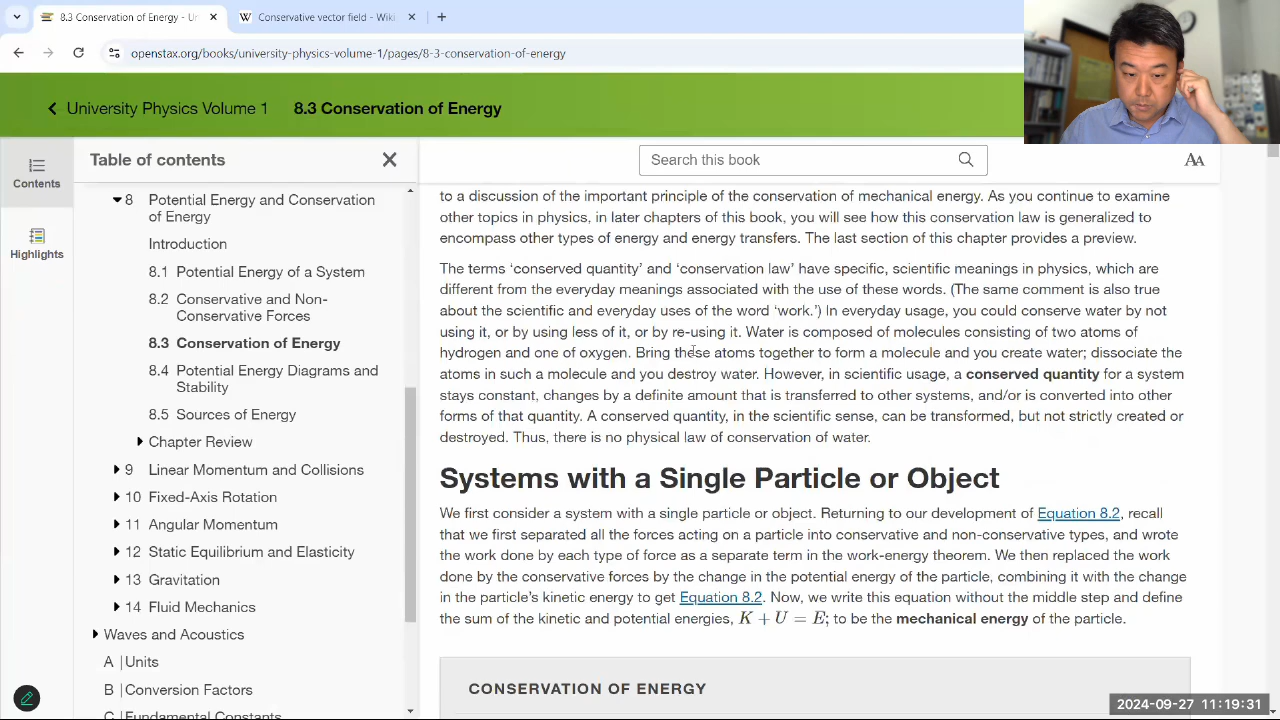 8.3 Conservation of Energy - Ur
Conservative vector field - Wiki
openstax.org/books/university-physics-volume-1/pages/8-3-conservation-of-energy
University Physics Volume 1
8.3 Conservation of Energy
Contents
Highlights
Table of contents
8 Potential Energy and Conservation
of Energy
Introduction
8.1 Potential Energy of a System
8.2 Conservative and Non-
Conservative Forces
8.3 Conservation of Energy
8.4 Potential Energy Diagrams and
Stability
8.5 Sources of Energy
Chapter Review
9 Linear Momentum and Collisions
10 Fixed-Axis Rotation
11 Angular Momentum
12 Static Equilibrium and Elasticity
13 Gravitation
14 Fluid Mechanics
Waves and Acoustics
A | Units
B | Conversion Factors
C | Fundamental Constants
Search this book
AA
to a discussion of the important principle of the conservation of mechanical energy. As you continue to examine
other topics in physics, in later chapters of this book, you will see how this conservation law is generalized to
encompass other types of energy and energy transfers. The last section of this chapter provides a preview.
The terms ‘conserved quantity’ and ‘conservation law’ have specific, scientific meanings in physics, which are
different from the everyday meanings associated with the use of these words. (The same comment is also true
about the scientific and everyday uses of the word ‘work.’) In everyday usage, you could conserve water by not
using it, or by using less of it, or by re-using it. Water is composed of molecules consisting of two atoms of
hydrogen and one of oxygen. Bring these atoms together to form a molecule and you create water; dissociate the
atoms in such a molecule and you destroy water. However, in scientific usage, a conserved quantity for a system
stays constant, changes by a definite amount that is transferred to other systems, and/or is converted into other
forms of that quantity. A conserved quantity, in the scientific sense, can be transformed, but not strictly created or
destroyed. Thus, there is no physical law of conservation of water.
Systems with a Single Particle or Object
We first consider a system with a single particle or object. Returning to our development of Equation 8.2, recall
that we first separated all the forces acting on a particle into conservative and non-conservative types, and wrote
the work done by each type of force as a separate term in the work-energy theorem. We then replaced the work
done by the conservative forces by the change in the potential energy of the particle, combining it with the change
in the particle’s kinetic energy to get Equation 8.2. Now, we write this equation without the middle step and define
the sum of the kinetic and potential energies, K + U = E; to be the mechanical energy of the particle.
CONSERVATION OF ENERGY
2024-09-27 11:19:31